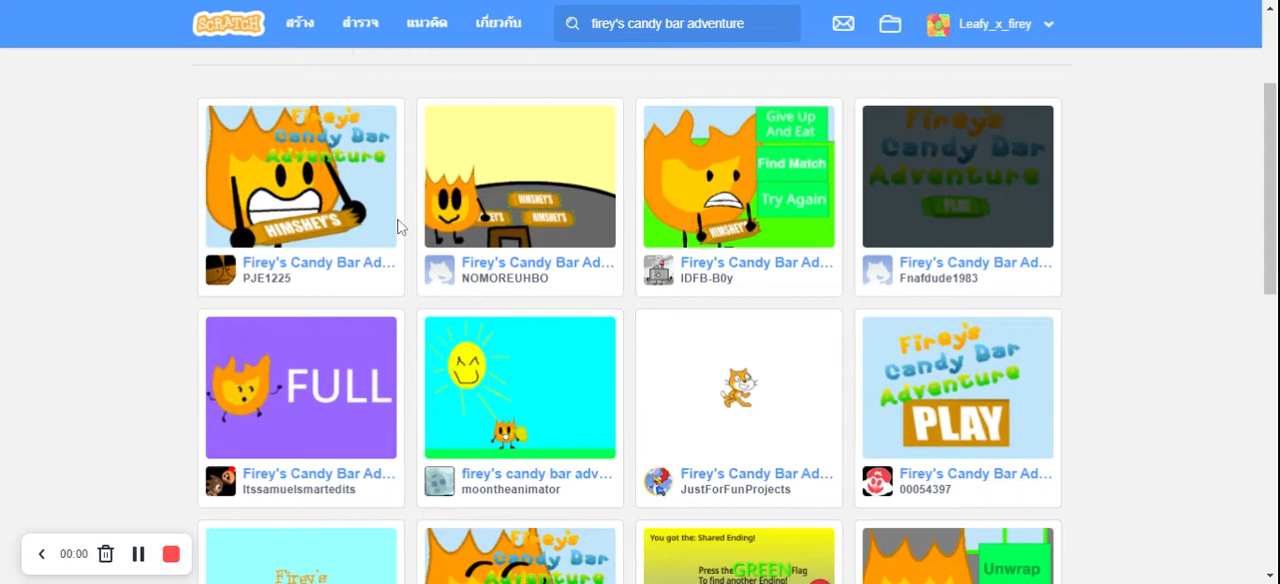 SCRATCH สร้าง สำรวจ แนวคิด เกี่ยวกับ firey's candy bar adventure Leafy_x_firey
Firey's
Candy Bar
Adventure
HIMSHEY'S
Firey's Candy Bar Ad...
PJE1225
HIMSHEY'S
HIMSHEY'S
Firey's Candy Bar Ad...
NOMOREUHBO
Give Up
And Eat
Find Match
Try Again
HIMSHEY'S
Firey's Candy Bar Ad...
IDFB-B0y
Firey's
Candy Bar
Adventure
Firey's Candy Bar Ad...
Fnafdude1983
FULL
Firey's Candy Bar Ad...
Itssamuelsmartedits
firey's candy bar adv...
moontheanimator
Firey's Candy Bar Ad...
JustForFunProjects
Firey's
Candy Bar
Adventure
PLAY
Firey's Candy Bar Ad...
00054397
Firey's
Firey's
Candy Bar
Adventure
You got the: Shared Ending!
Press the GREEN Flag
To find another Ending!
Unwrap
00:00